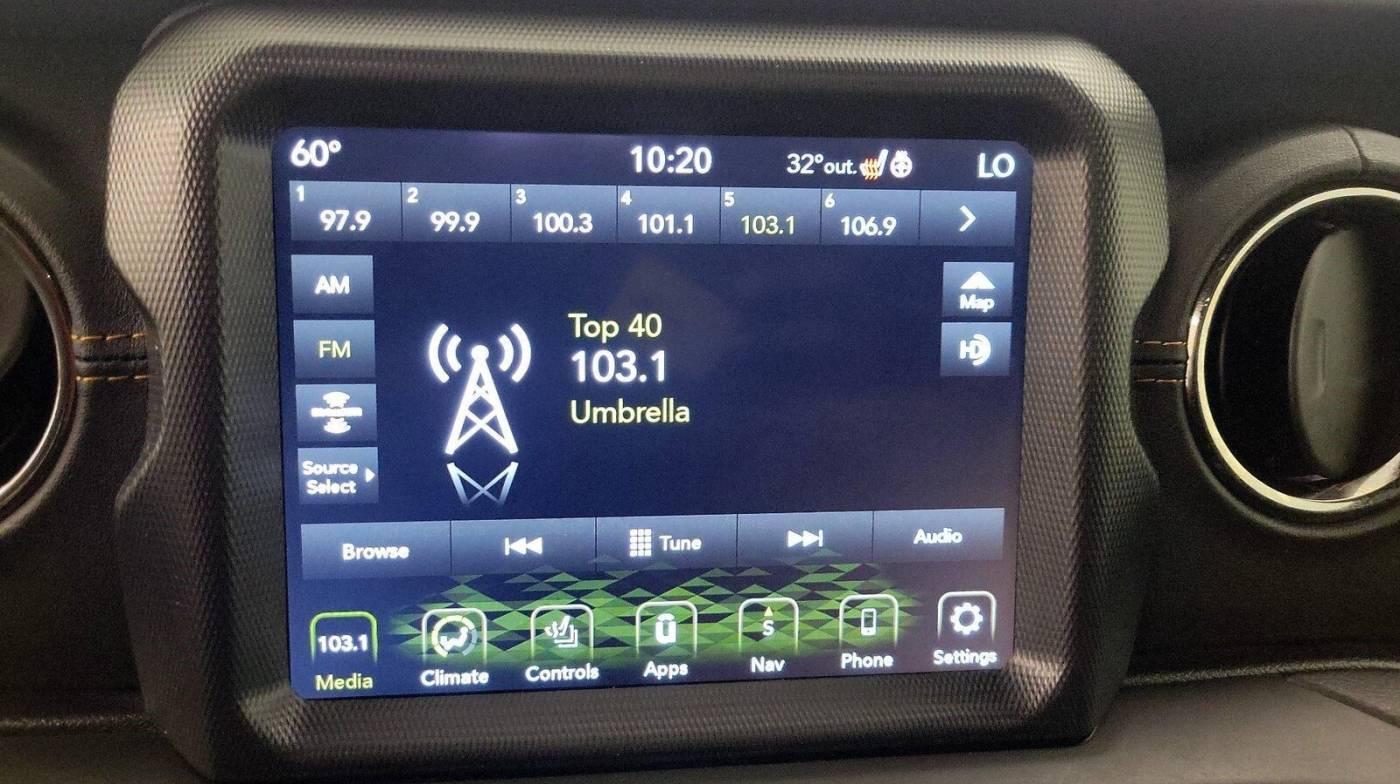 60° 10:20 32°out. LO
1 97.9 2 99.9 3 100.3 4 101.1 5 103.1 6 106.9
AM
Map
FM
HD
Top 40
103.1
Umbrella
Source
Select
Browse Tune Audio
103.1 S
Media Climate Controls Apps Nav Phone Settings